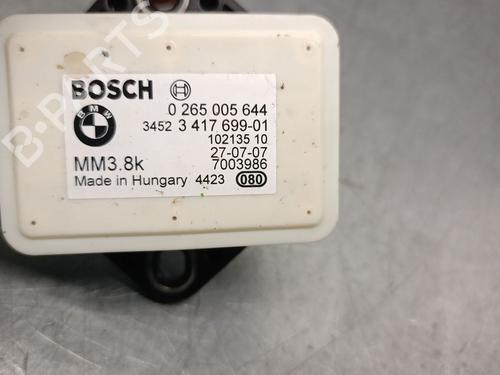 B-PARTS
BOSCH
BMW
0 265 005 644
3452 3 417 699-01
102135 10
27-07-07
MM3.8k 7003986
Made in Hungary 4423 080